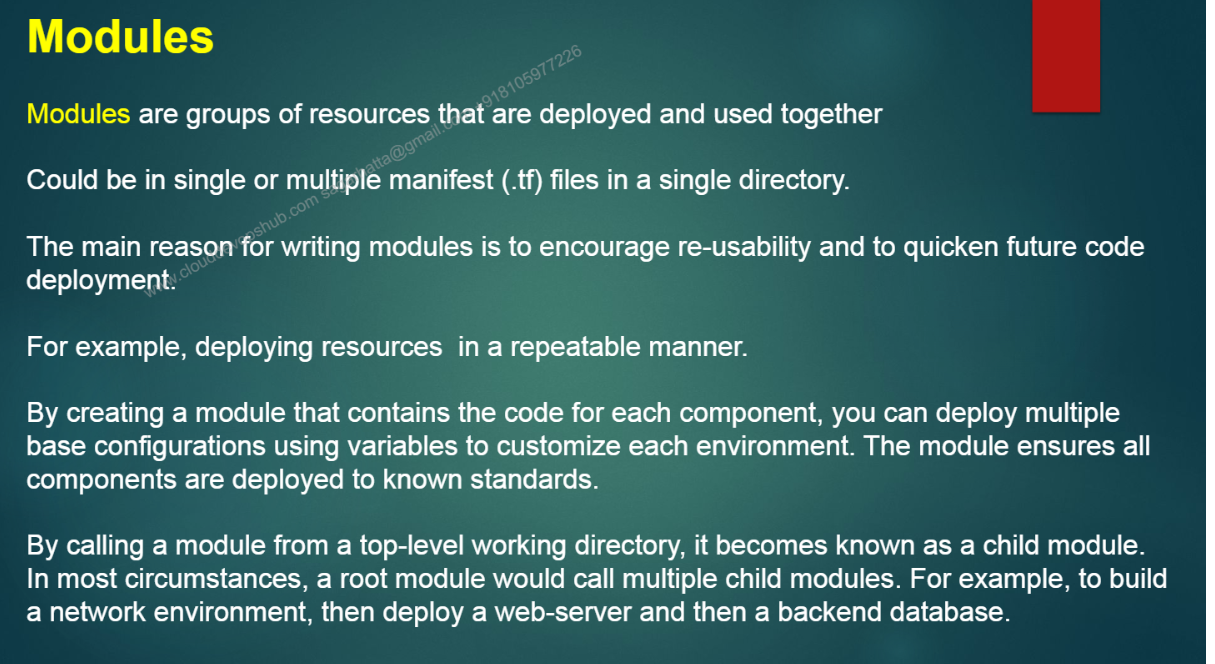 Modules
Modules are groups of resources that are deployed and used together
Could be in single or multiple manifest (.tf) files in a single directory.
The main reason for writing modules is to encourage re-usability and to quicken future code
deployment.
For example, deploying resources  in a repeatable manner.
By creating a module that contains the code for each component, you can deploy multiple
base configurations using variables to customize each environment. The module ensures all
components are deployed to known standards.
By calling a module from a top-level working directory, it becomes known as a child module.
In most circumstances, a root module would call multiple child modules. For example, to build
a network environment, then deploy a web-server and then a backend database.